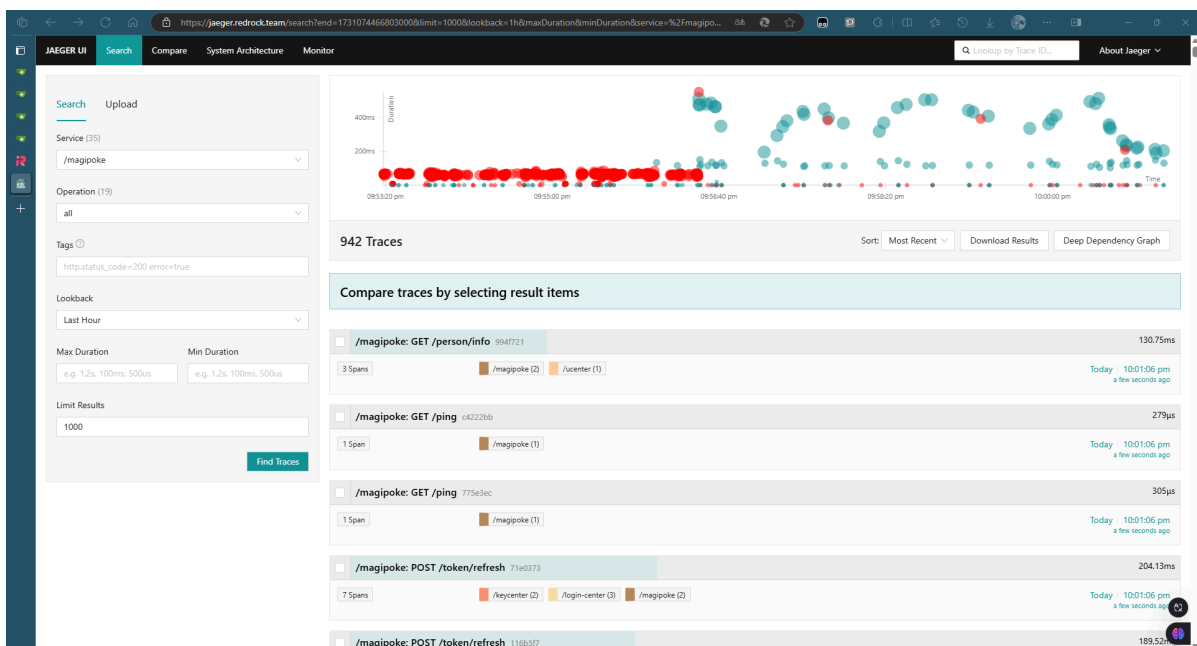 https://jaeger.redrock.team/search?end=1731074466803000&limit=1000&lookback=1h&maxDuration&minDuration&service=%2Fmagipo...
JAEGER UI Search Compare System Architecture Monitor Lookup by Trace ID... About Jaeger
Search Upload
Service (35)
/magipoke
Operation (19)
all
Tags
http.status_code=200 error=true
Lookback
Last Hour
Max Duration Min Duration
e.g. 1.2s, 100ms, 500us e.g. 1.2s, 100ms, 500us
Limit Results
1000
Find Traces
Duration
400ms
200ms
Time
09:53:20 pm 09:55:00 pm 09:56:40 pm 09:58:20 pm 10:00:00 pm
942 Traces Sort: Most Recent Download Results Deep Dependency Graph
Compare traces by selecting result items
/magipoke: GET /person/info 994f721 130.75ms
3 Spans /magipoke (2) /ucenter (1) Today 10:01:06 pm
a few seconds ago
/magipoke: GET /ping c4222bb 279μs
1 Span /magipoke (1) Today 10:01:06 pm
a few seconds ago
/magipoke: GET /ping 775e3ec 305μs
1 Span /magipoke (1) Today 10:01:06 pm
a few seconds ago
/magipoke: POST /token/refresh 71e0373 204.13ms
7 Spans /keycenter (2) /login-center (3) /magipoke (2) Today 10:01:06 pm
a few seconds
/magipoke: POST /token/refresh 116b5f7